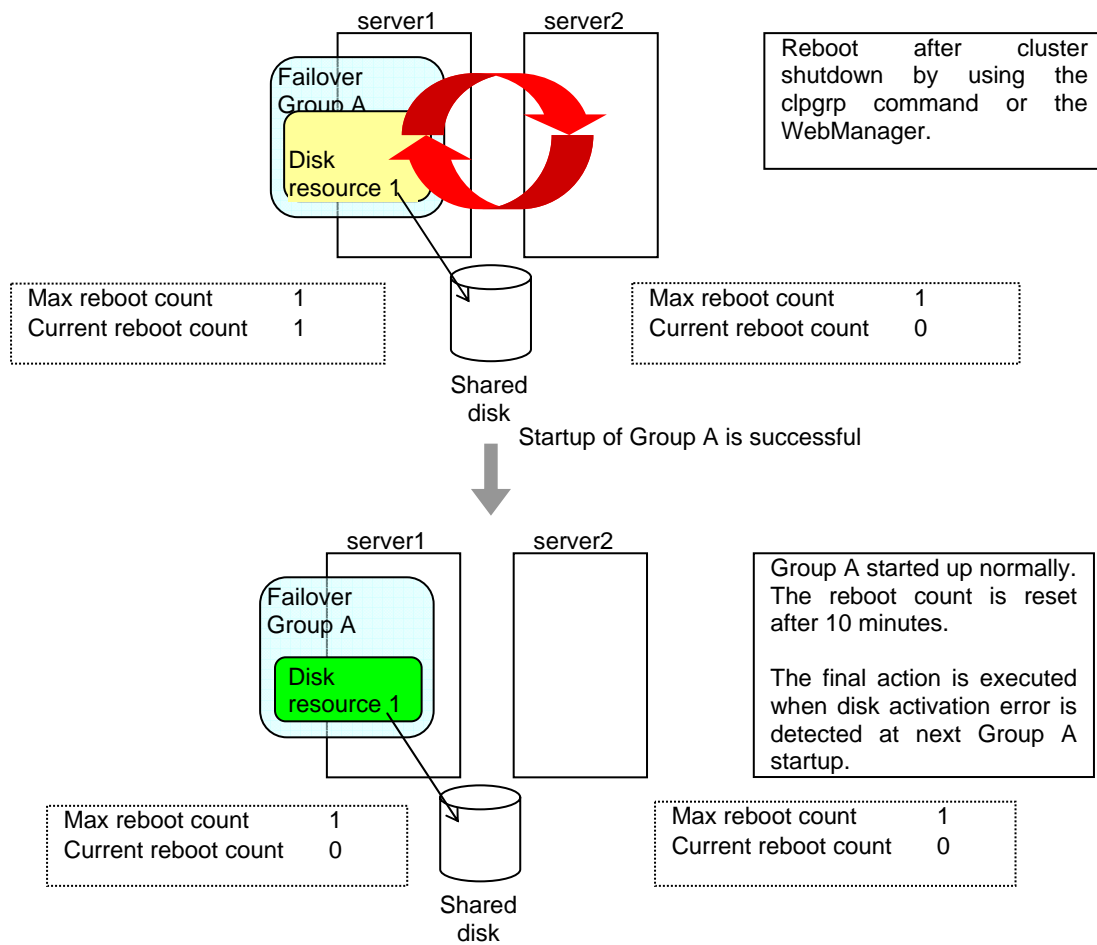 server1
server2
Failover
Group A
Disk
resource 1
Reboot after cluster
shutdown by using the
clpgrp command or the
WebManager.
Max reboot count 1
Current reboot count 1
Max reboot count 1
Current reboot count 0
Shared
disk
Startup of Group A is successful
server1
server2
Failover
Group A
Disk
resource 1
Group A started up normally.
The reboot count is reset
after 10 minutes.
The final action is executed
when disk activation error is
detected at next Group A
startup.
Max reboot count 1
Current reboot count 0
Max reboot count 1
Current reboot count 0
Shared
disk